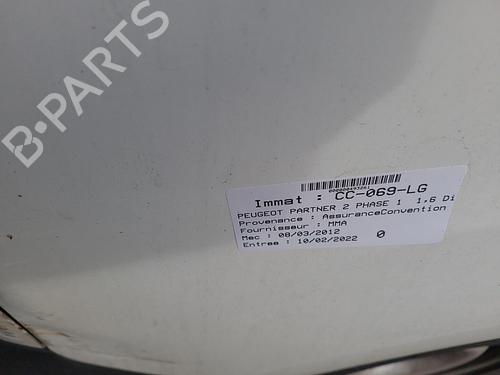 B-PARTS
Immat : CC-069-LG
PEUGEOT PARTNER 2 PHASE 1 1,6 Di
Provenance : AssuranceConvention
Fournisseur : MMA
Mec : 08/03/2012
Entree : 10/02/2022 0